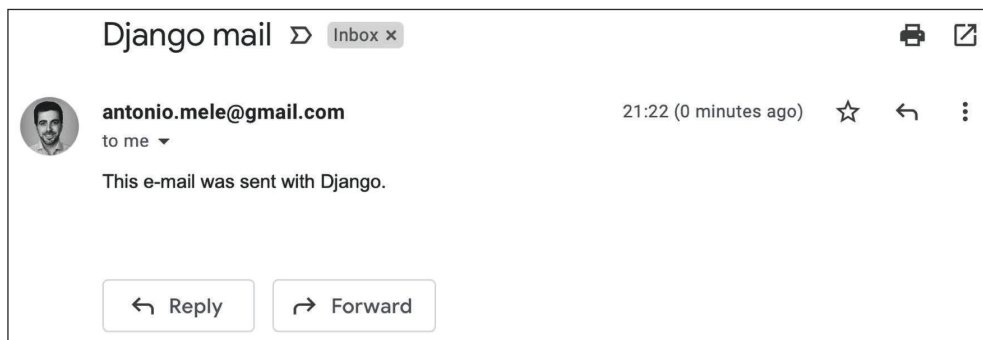 Django mail Inbox ×
antonio.mele@gmail.com 21:22 (0 minutes ago)
to me
This e-mail was sent with Django.
Reply Forward